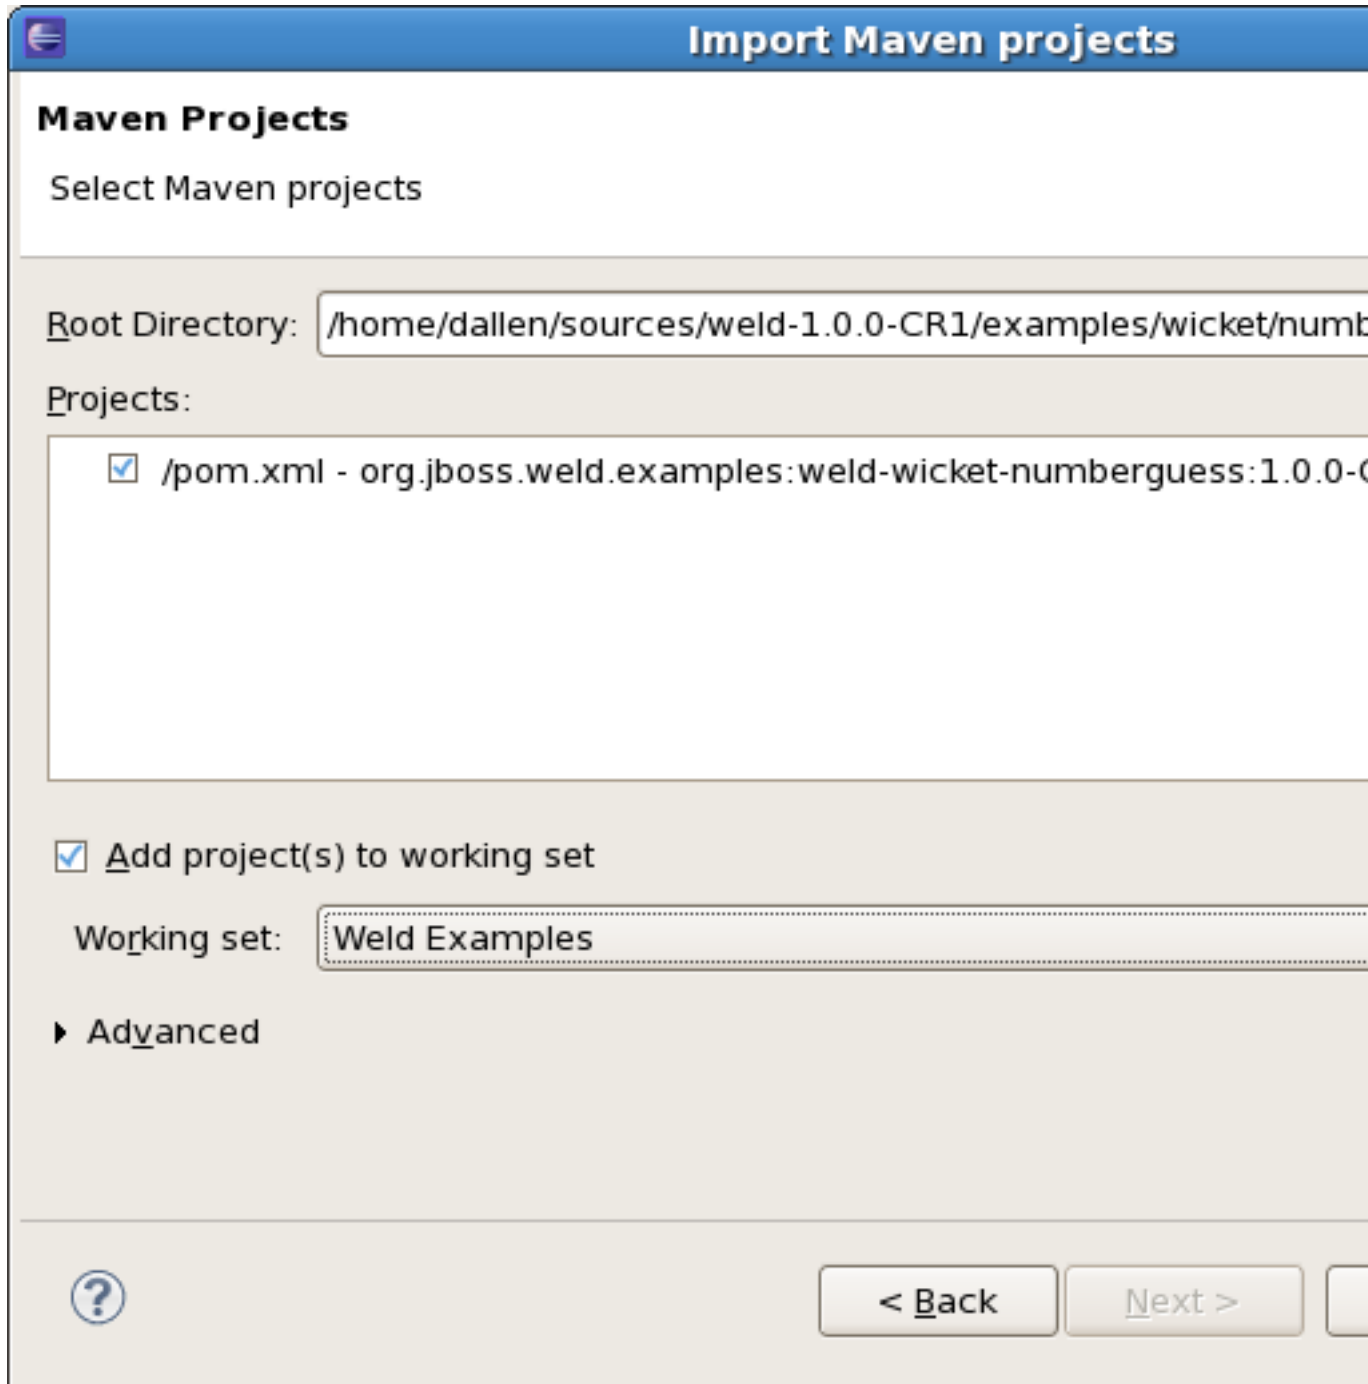 Import Maven projects
Maven Projects
Select Maven projects
Root Directory: /home/dallen/sources/weld-1.0.0-CR1/examples/wicket/numb
Projects:
/pom.xml - org.jboss.weld.examples:weld-wicket-numberguess:1.0.0-C
Add project(s) to working set
Working set: Weld Examples
Advanced
? < Back Next >